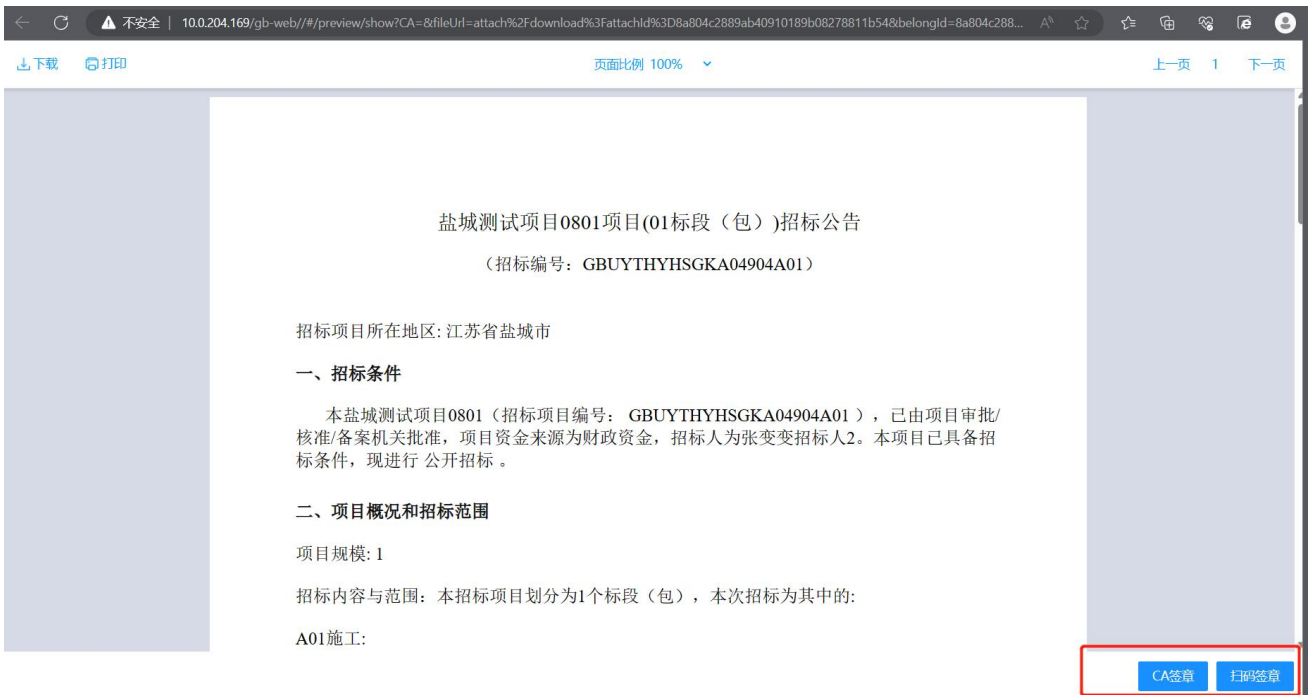 不安全 | 10.0.204.169/gb-web//#/preview/show?CA=&fileUrl=attach%2Fdownload%3FattachId%3D8a804c2889ab40910189b08278811b54&belongId=8a804c288...
下载 打印 页面比例 100% 上一页 1 下一页
盐城测试项目0801项目(01标段（包）)招标公告
（招标编号：GBUYTHYHSGKA04904A01）
招标项目所在地区: 江苏省盐城市
一、招标条件
本盐城测试项目0801（招标项目编号： GBUYTHYHSGKA04904A01 ），已由项目审批/
核准/备案机关批准，项目资金来源为财政资金，招标人为张变变招标人2。本项目已具备招
标条件，现进行 公开招标 。
二、项目概况和招标范围
项目规模: 1
招标内容与范围：本招标项目划分为1个标段（包），本次招标为其中的:
A01施工:
CA签章 扫码签章